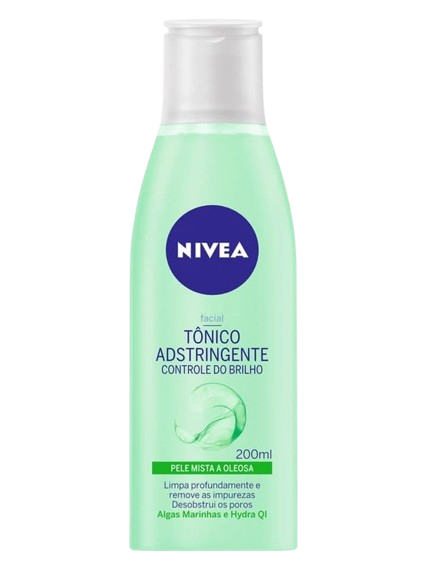 NIVEA
facial
TÔNICO
ADSTRINGENTE
CONTROLE DO BRILHO
200ml
PELE MISTA A OLEOSA
Limpa profundamente e
remove as impurezas
Desobstrui os poros
Algas Marinhas e Hydra QI